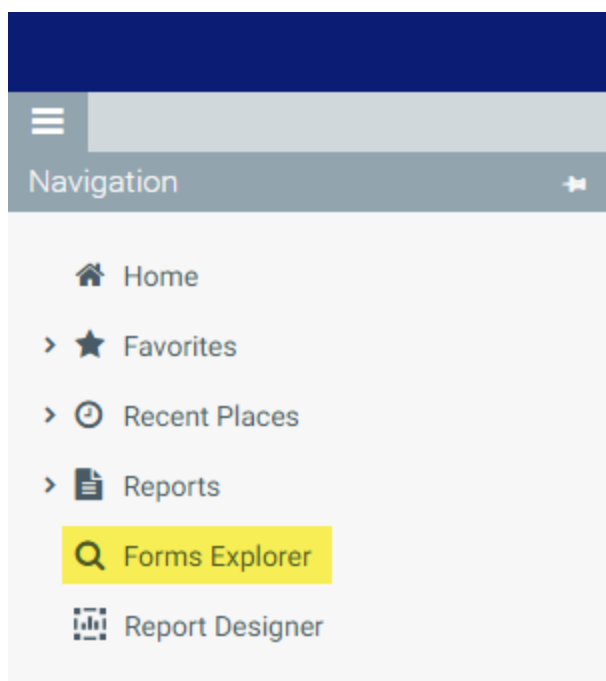 Navigation
Home
Favorites
Recent Places
Reports
Forms Explorer
Report Designer